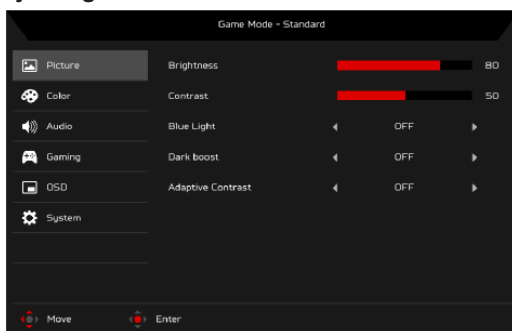 Game Mode - Standard
Picture
Brightness 80
Color
Contrast 50
Audio
Blue Light OFF
Gaming
Dark boost OFF
OSD
Adaptive Contrast OFF
System
Move Enter